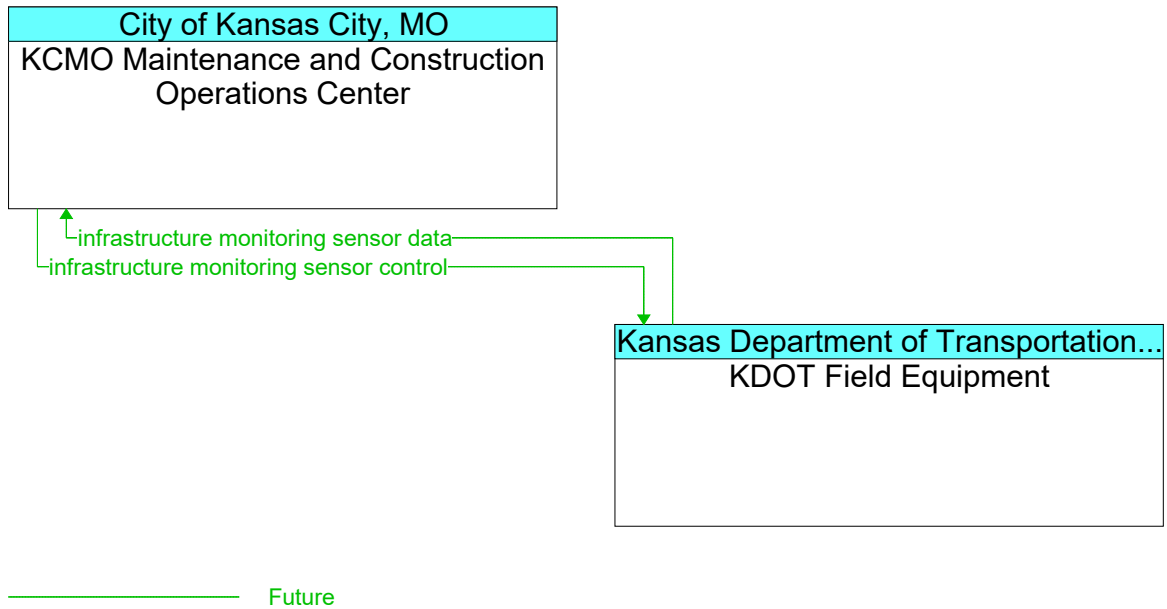 City of Kansas City, MO
KCMO Maintenance and Construction
Operations Center
infrastructure monitoring sensor data
infrastructure monitoring sensor control
Kansas Department of Transportation...
KDOT Field Equipment
Future